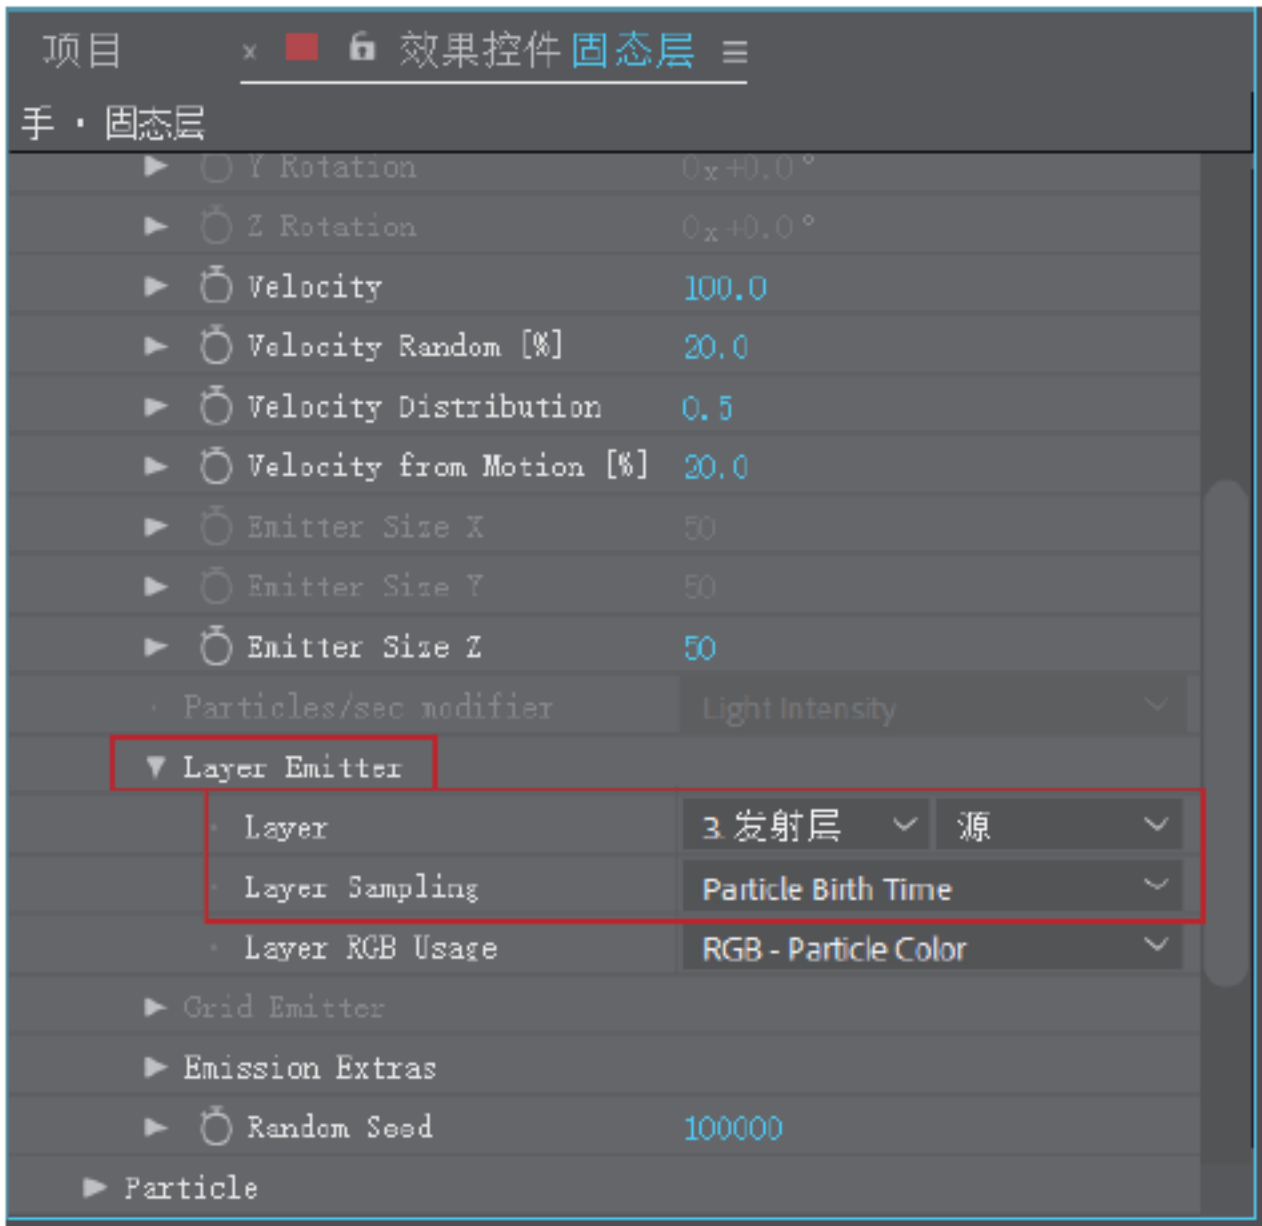 项目 × 效果控件 固态层 ≡
手・固态层
Y Rotation 0x+0.0°
Z Rotation 0x+0.0°
Velocity 100.0
Velocity Random [%] 20.0
Velocity Distribution 0.5
Velocity from Motion [%] 20.0
Emitter Size X 50
Emitter Size Y 50
Emitter Size Z 50
Particles/sec modifier Light Intensity
Layer Emitter
Layer 3. 发射层 源
Layer Sampling Particle Birth Time
Layer RGB Usage RGB - Particle Color
Grid Emitter
Emission Extras
Random Seed 100000
Particle